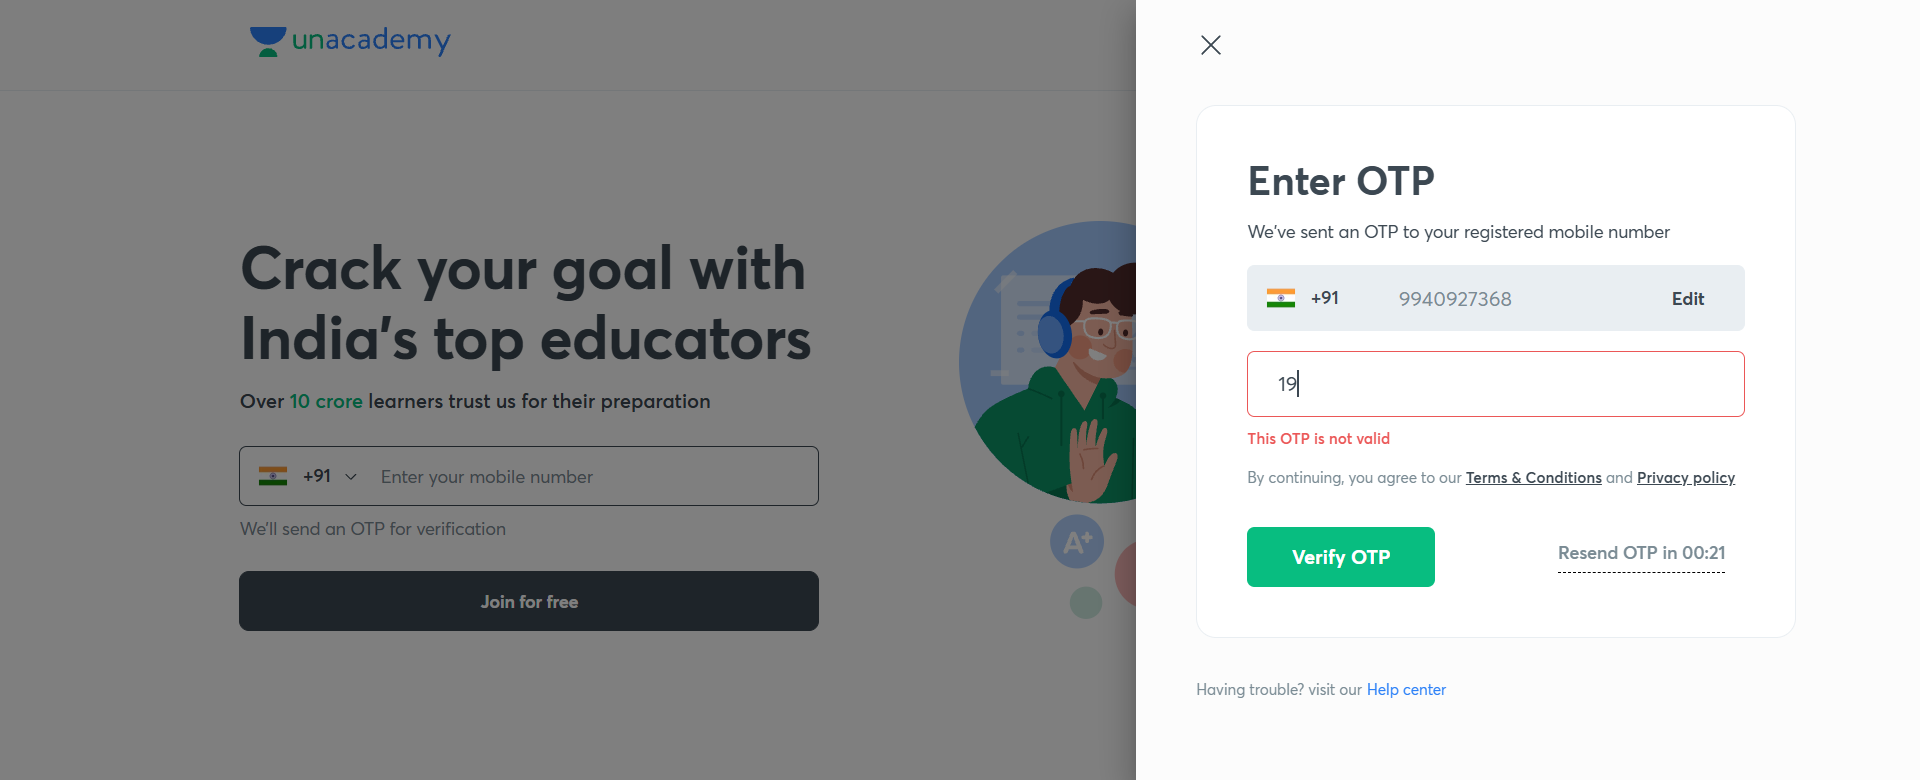 unacademy
Crack your goal with
India's top educators
Over 10 crore learners trust us for their preparation
+91 Enter your mobile number
We'll send an OTP for verification
Join for free
A+
Enter OTP
We've sent an OTP to your registered mobile number
+91 9940927368 Edit
19
This OTP is not valid
By continuing, you agree to our Terms & Conditions and Privacy policy
Verify OTP Resend OTP in 00:21
Having trouble? visit our Help center